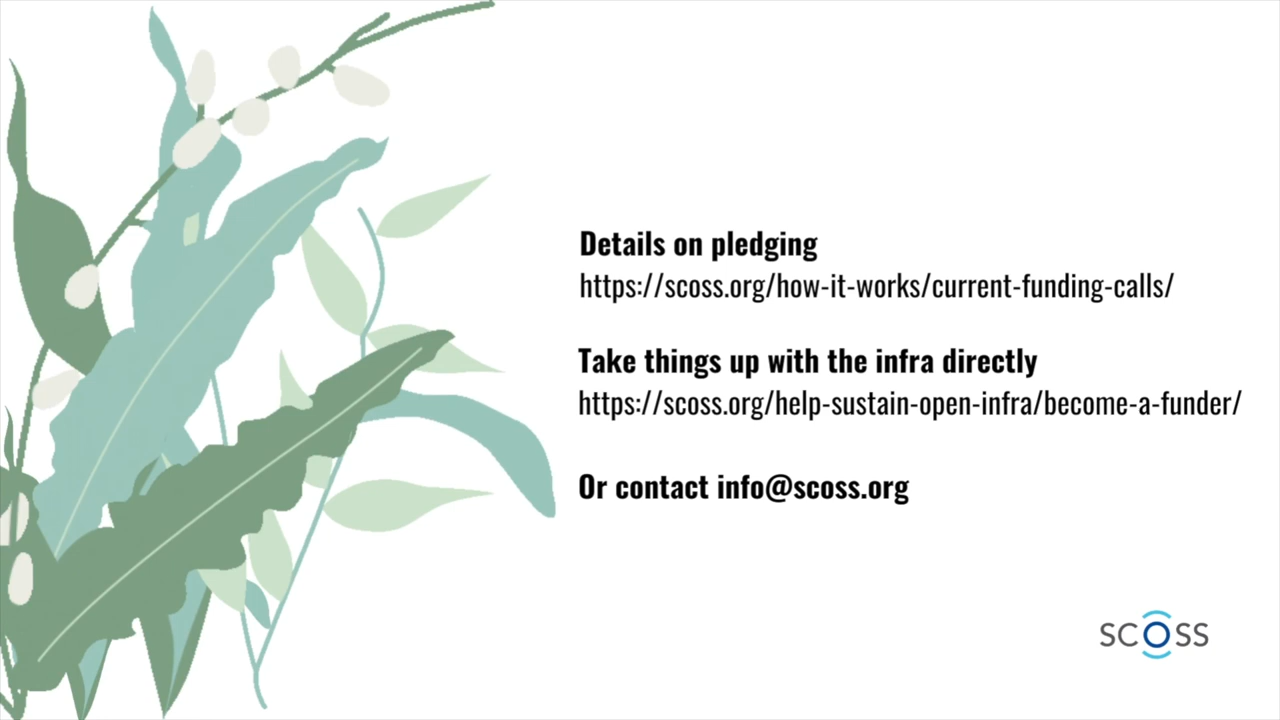 Details on pledging
https://scoss.org/how-it-works/current-funding-calls/
Take things up with the infra directly
https://scoss.org/help-sustain-open-infra/become-a-funder/
Or contact info@scoss.org
SCOSS